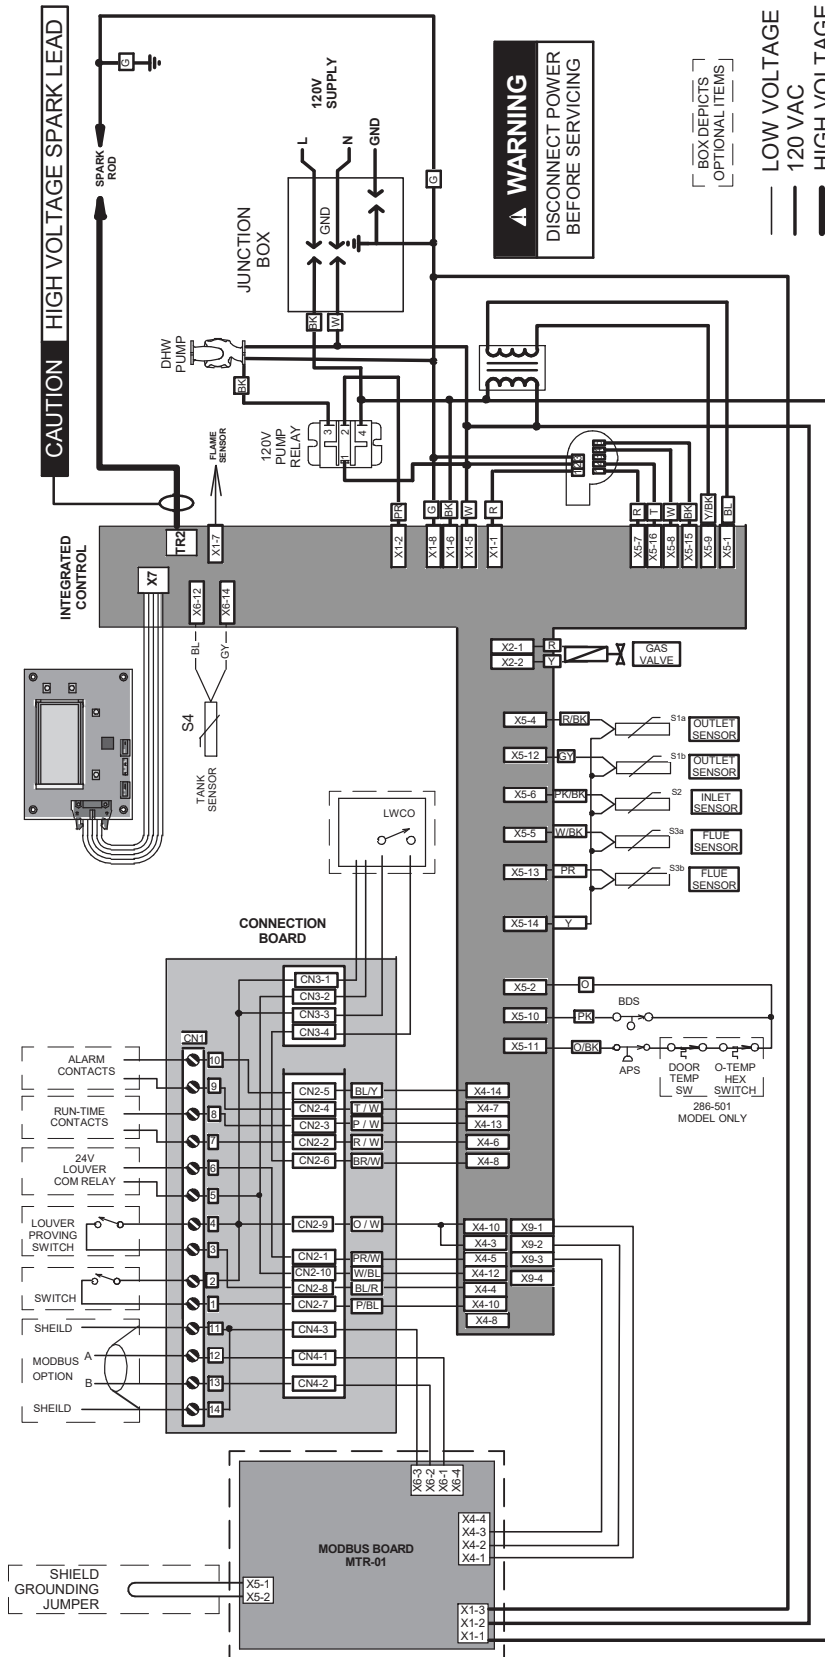 CAUTION
HIGH VOLTAGE SPARK LEAD
G
SPARK
ROD
120V
SUPPLY
L
N
GND
JUNCTION
BOX
GND
BK
W
G
DHW
PUMP
BK
120V
PUMP
RELAY
3
2
1
4
WARNING
DISCONNECT POWER
BEFORE SERVICING
BOX DEPICTS
OPTIONAL ITEMS
LOW VOLTAGE
120 VAC
HIGH VOLTAGE
FLAME
SENSOR
INTEGRATED
CONTROL
TR2
X1-7
X7
X6-12
X6-14
BL
GY
S4
TANK
SENSOR
PR
G
BK
W
R
X1-2
X1-8
X1-6
X1-5
X1-1
R
T
W
BK
Y/BK
BL
X5-7
X5-16
X5-8
X5-15
X5-9
X5-1
X2-1
R
X2-2
Y
GAS
VALVE
X5-4
R/BK
S1a
OUTLET
SENSOR
X5-12
GY
S1b
OUTLET
SENSOR
X5-6
PK/BK
S2
INLET
SENSOR
X5-5
W/BK
S3a
FLUE
SENSOR
X5-13
PR
S3b
FLUE
SENSOR
X5-14
Y
LWCO
CONNECTION
BOARD
X5-2
O
X5-10
PK
BDS
X5-11
O/BK
APS
DOOR
TEMP
SW
O-TEMP
HEX
SWITCH
286-501
MODEL ONLY
CN3-1
CN3-2
CN3-3
CN3-4
CN1
ALARM
CONTACTS
10
9
RUN-TIME
CONTACTS
8
7
24V
LOUVER
COM RELAY
6
5
LOUVER
PROVING
SWITCH
4
3
SWITCH
2
1
SHEILD
11
MODBUS
OPTION
A
12
B
13
SHEILD
14
CN2-5
BL/Y
X4-14
CN2-4
T / W
X4-7
CN2-3
P / W
X4-13
CN2-2
R / W
X4-6
CN2-6
BR/W
X4-8
CN2-9
O / W
X4-10
X9-1
X4-3
X9-2
CN2-1
PR/W
X4-5
X9-3
CN2-10
W/BL
X4-12
X9-4
CN2-8
BL/R
X4-4
CN2-7
P/BL
X4-10
X4-8
CN4-3
CN4-1
CN4-2
X6-3
X6-2
X6-1
X6-4
MODBUS BOARD
MTR-01
X4-4
X4-3
X4-2
X4-1
SHIELD
GROUNDING
JUMPER
X5-1
X5-2
X1-3
X1-2
X1-1